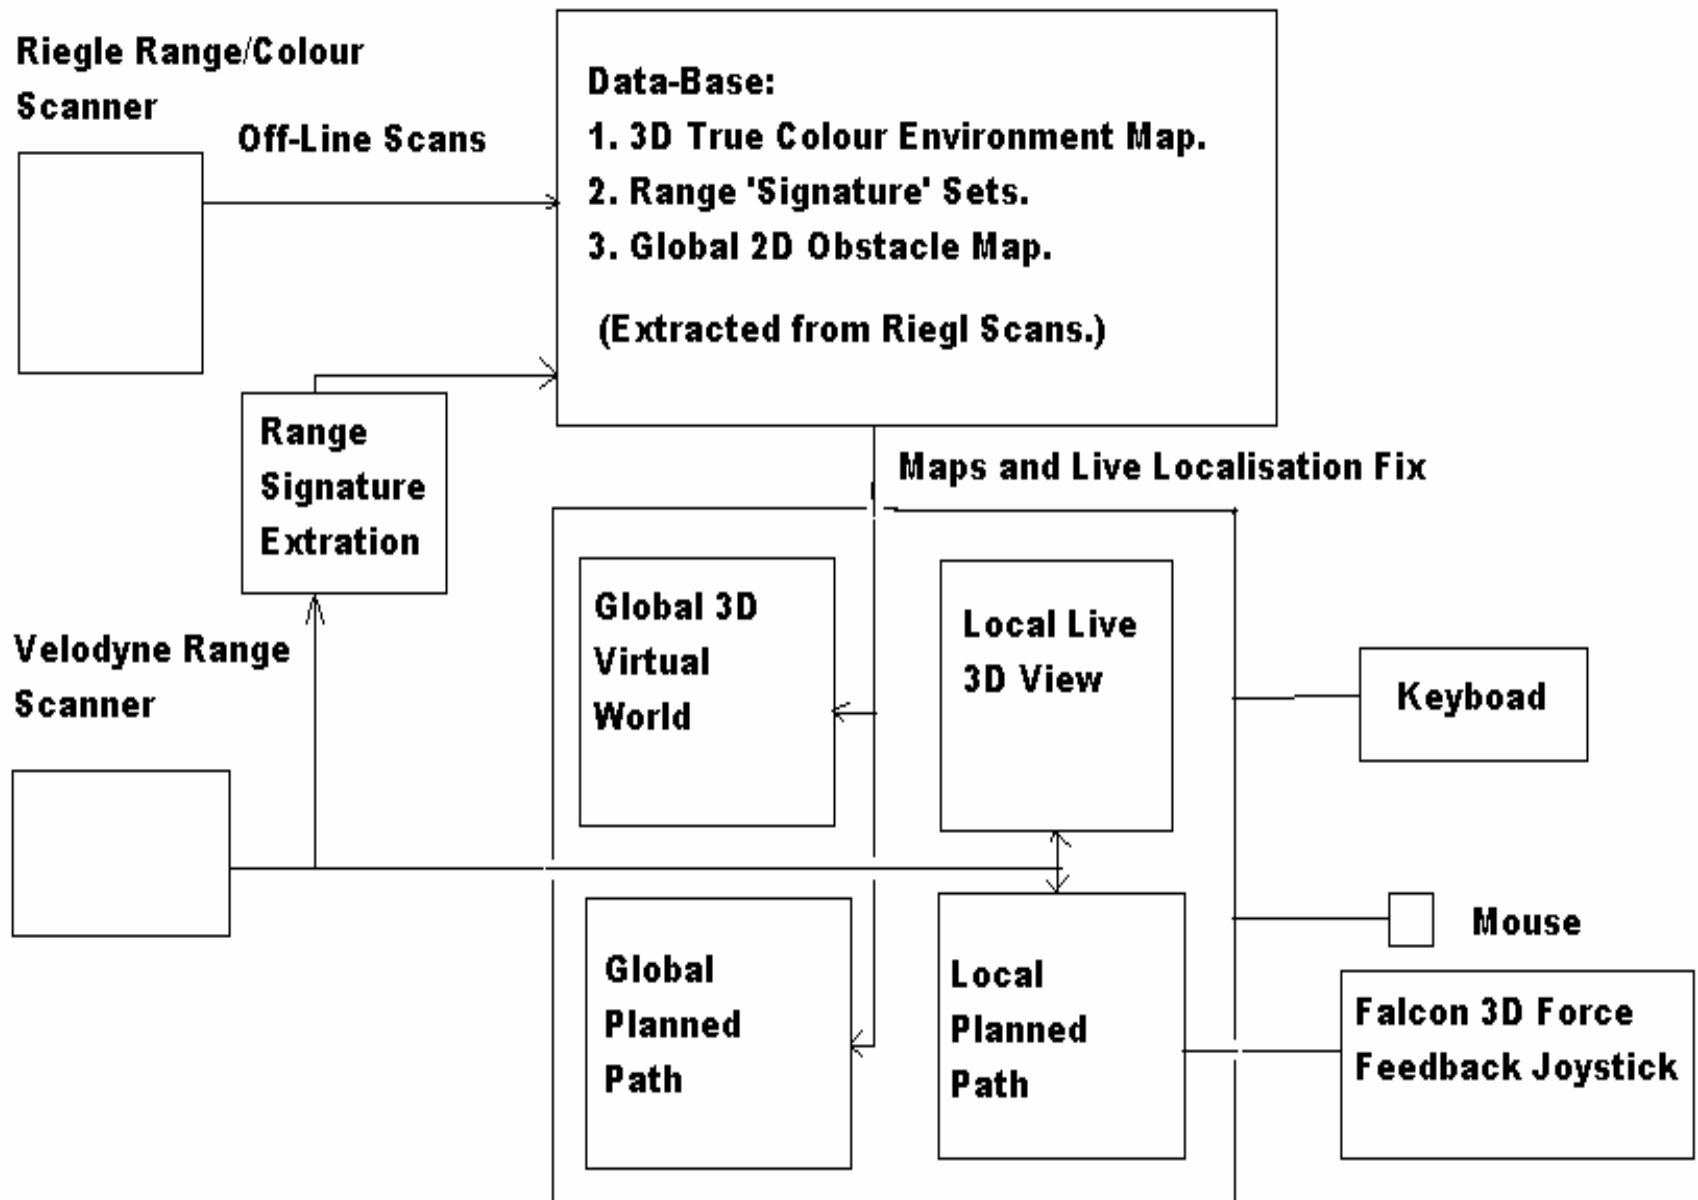 Riegle Range/Colour
Scanner
Off-Line Scans
Data-Base:
1. 3D True Colour Environment Map.
2. Range 'Signature' Sets.
3. Global 2D Obstacle Map.
(Extracted from Riegl Scans.)
Range
Signature
Extration
Maps and Live Localisation Fix
Velodyne Range
Scanner
Global 3D
Virtual
World
Local Live
3D View
Keyboad
Mouse
Global
Planned
Path
Local
Planned
Path
Falcon 3D Force
Feedback Joystick